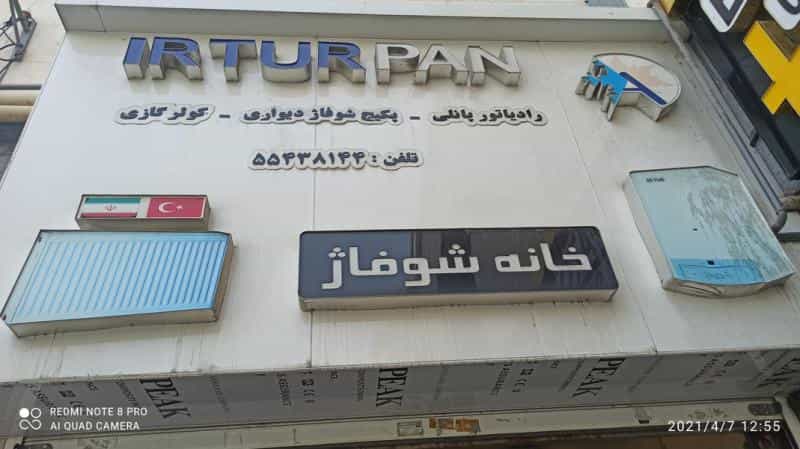 IRTURPAN
رادیاتور پانلی - پکیج شوفاژ دیواری - کولر گازی
تلفن : ۵۵۴۳۸۱۴۴
خانه شوفاژ
PEAK
PEAK
PEAK
REDMI NOTE 8 PRO
AI QUAD CAMERA
2021/4/7 12:55